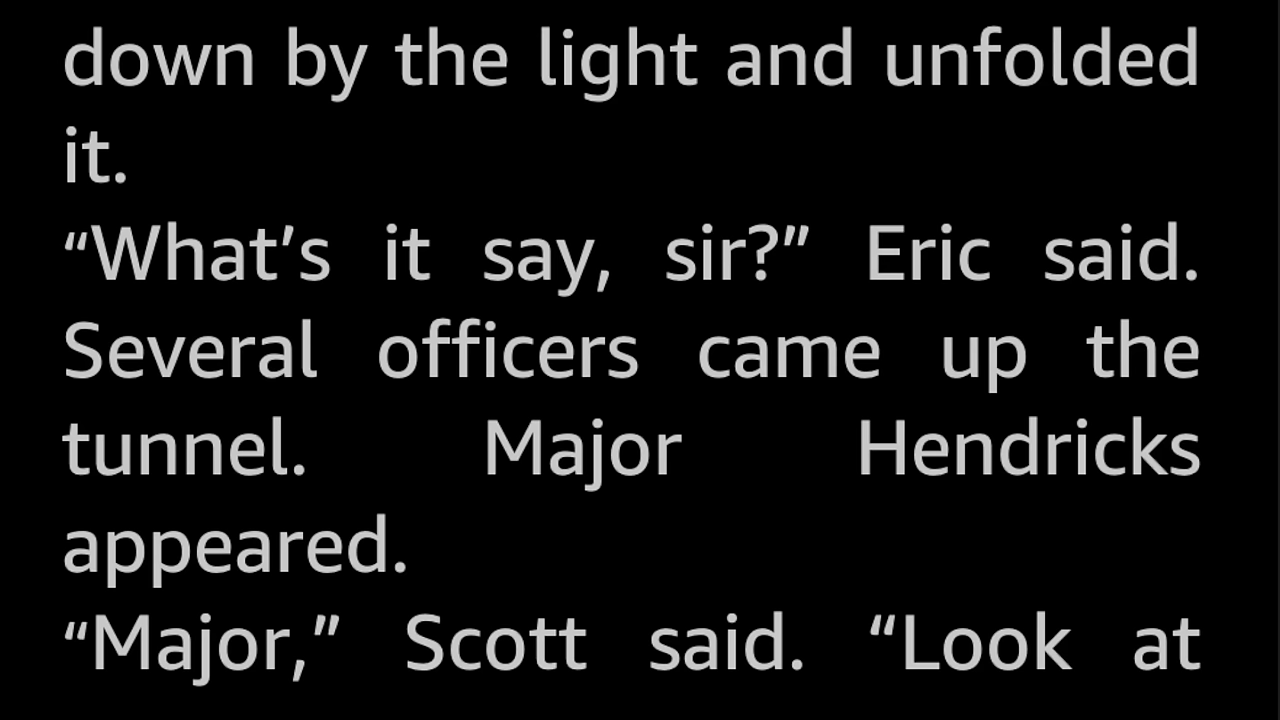 down by the light and unfolded
it.
“What’s it say, sir?” Eric said.
Several officers came up the
tunnel. Major Hendricks
appeared.
“Major,” Scott said. “Look at